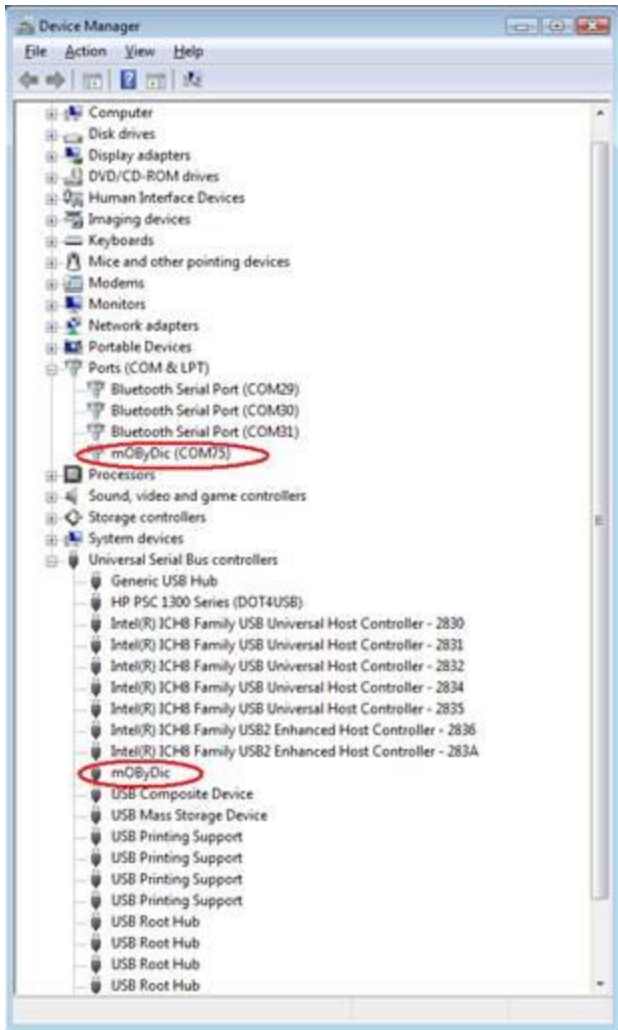 Device Manager
File Action View Help
Computer
Disk drives
Display adapters
DVD/CD-ROM drives
Human Interface Devices
Imaging devices
Keyboards
Mice and other pointing devices
Modems
Monitors
Network adapters
Portable Devices
Ports (COM & LPT)
Bluetooth Serial Port (COM29)
Bluetooth Serial Port (COM30)
Bluetooth Serial Port (COM31)
mOByDic (COM75)
Processors
Sound, video and game controllers
Storage controllers
System devices
Universal Serial Bus controllers
Generic USB Hub
HP PSC 1300 Series (DOT4USB)
Intel(R) ICH8 Family USB Universal Host Controller - 2830
Intel(R) ICH8 Family USB Universal Host Controller - 2831
Intel(R) ICH8 Family USB Universal Host Controller - 2832
Intel(R) ICH8 Family USB Universal Host Controller - 2834
Intel(R) ICH8 Family USB Universal Host Controller - 2835
Intel(R) ICH8 Family USB2 Enhanced Host Controller - 2836
Intel(R) ICH8 Family USB2 Enhanced Host Controller - 283A
mOByDic
USB Composite Device
USB Mass Storage Device
USB Printing Support
USB Printing Support
USB Printing Support
USB Printing Support
USB Root Hub
USB Root Hub
USB Root Hub
USB Root Hub